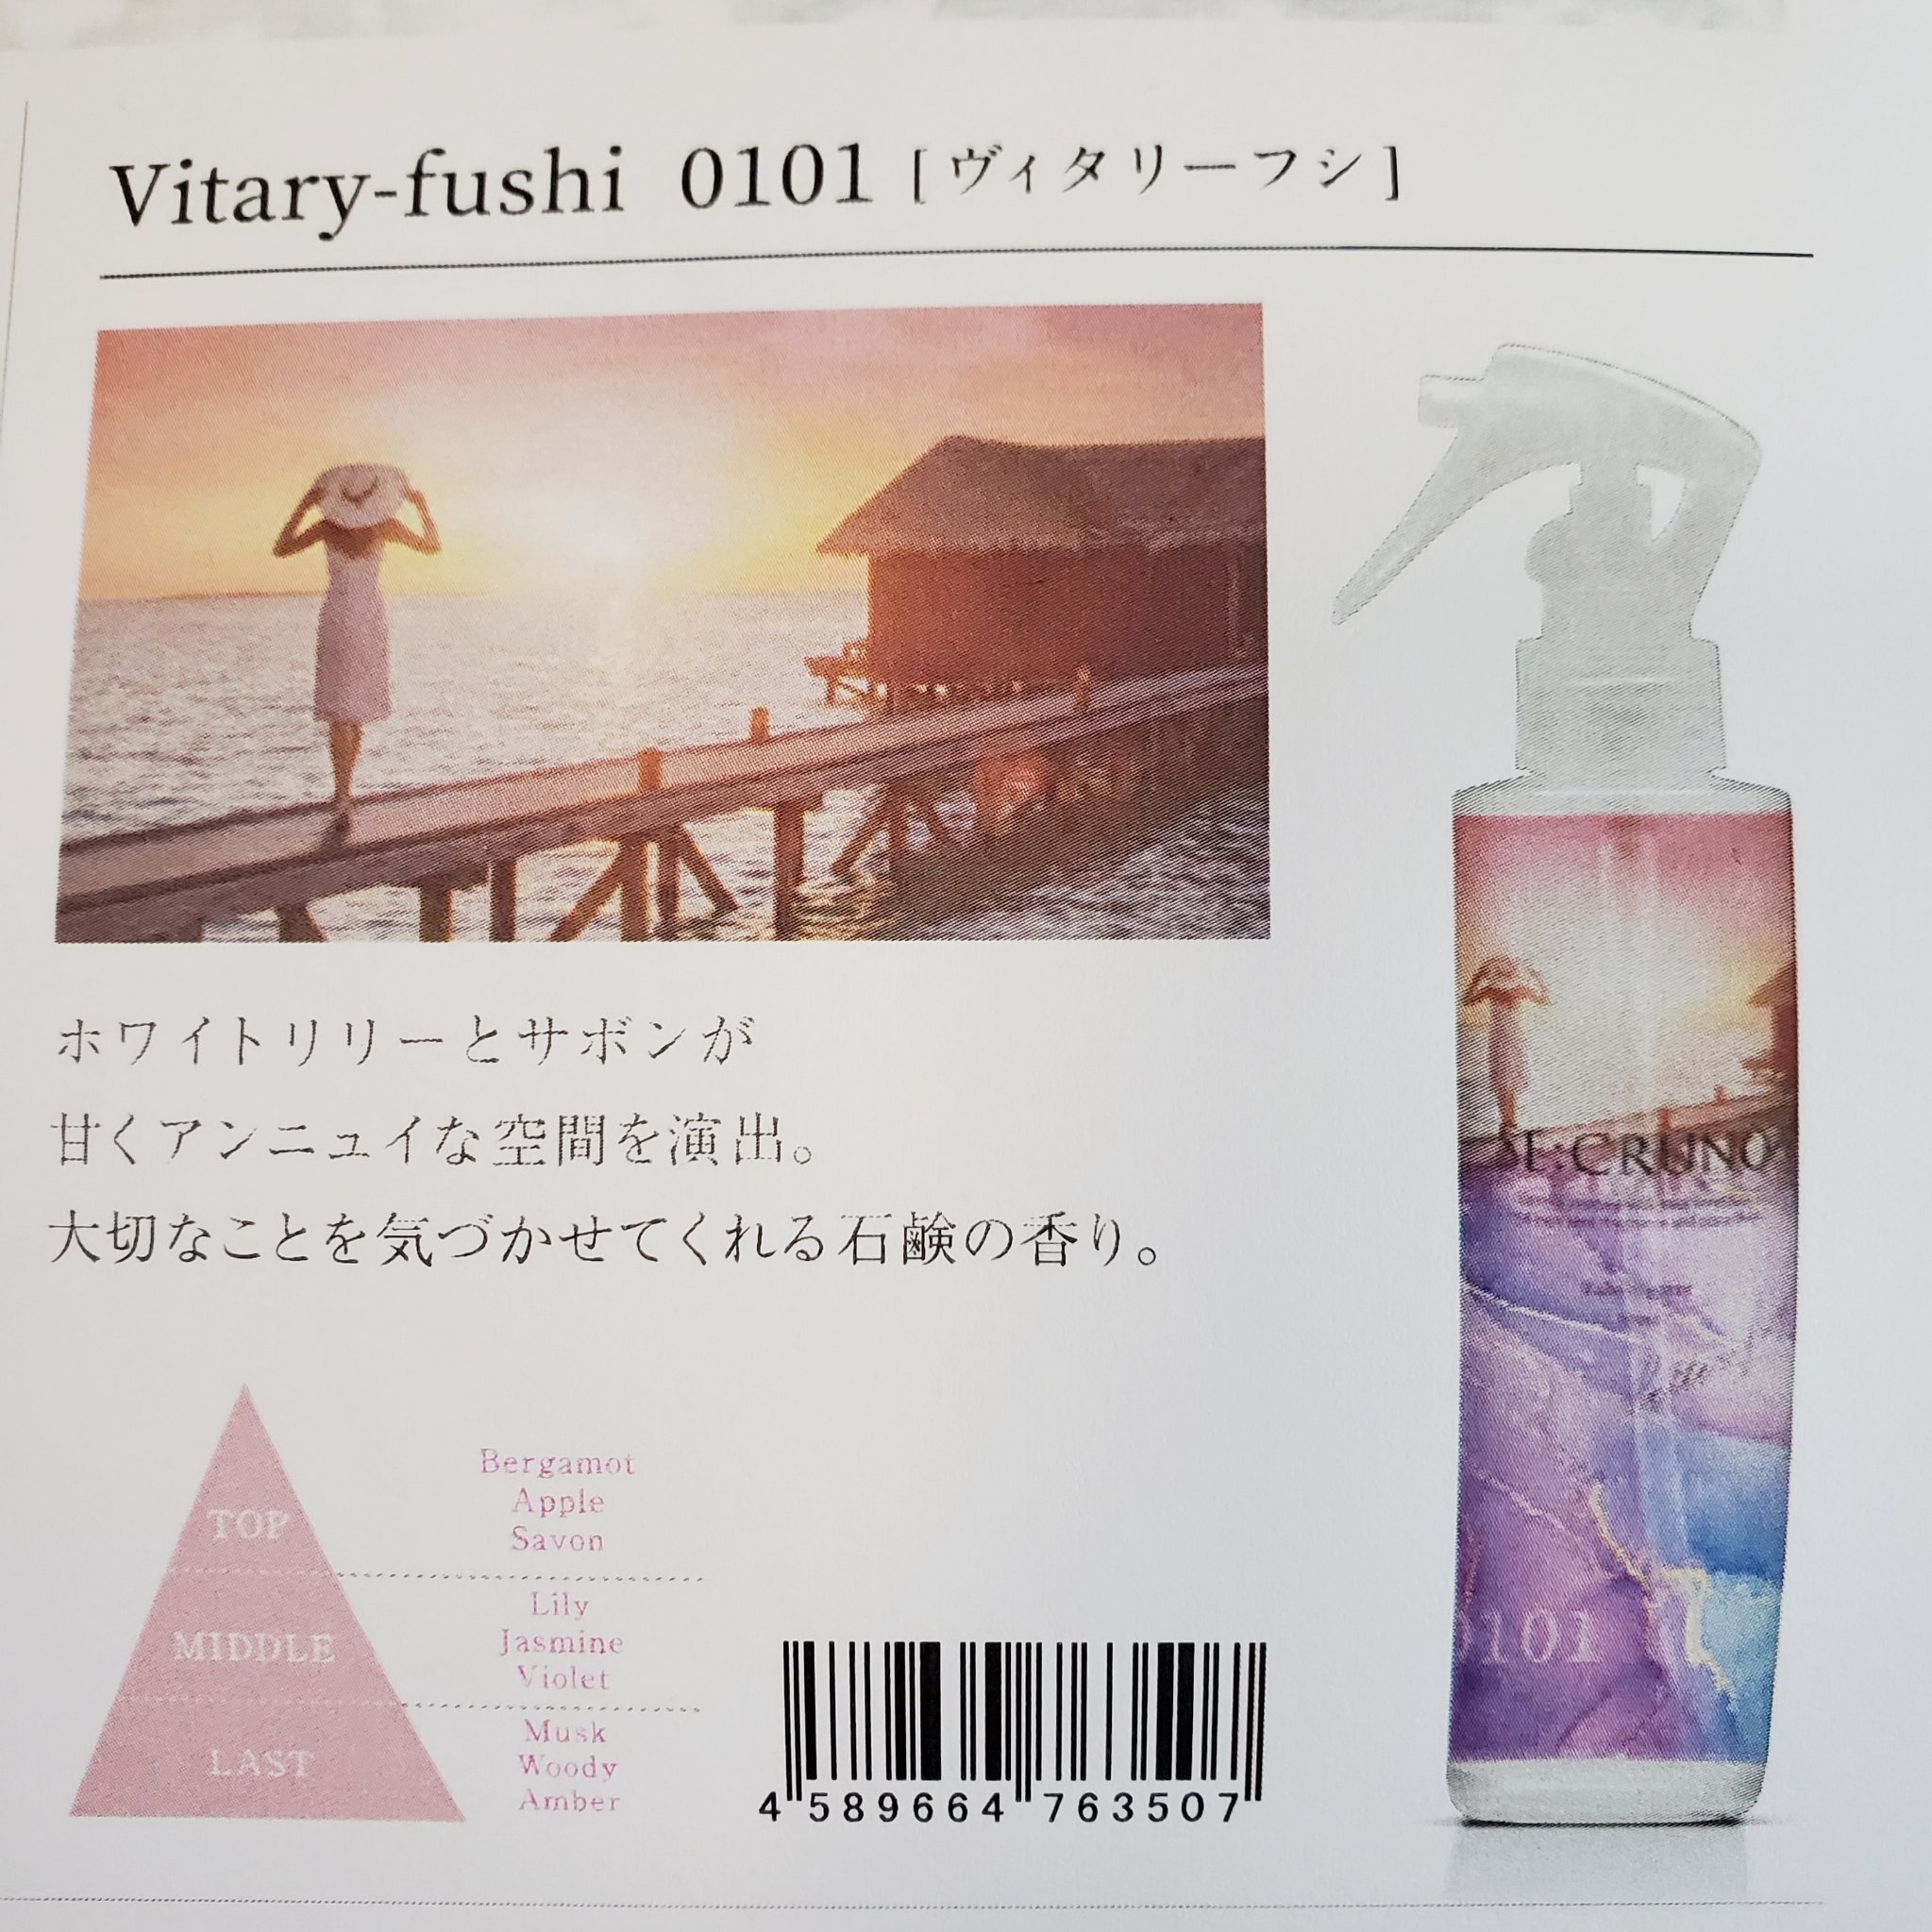 Vitary-fushi 0101 [ヴィタリーフシ]
ホワイトリリーとサボンが
甘くアンニュイな空間を演出。
大切なことを気づかせてくれる石鹸の香り。
TOP
Bergamot
Apple
Savon
MIDDLE
Lily
Jasmine
Violet
LAST
Musk
Woody
Amber
4 589664 763507
0101